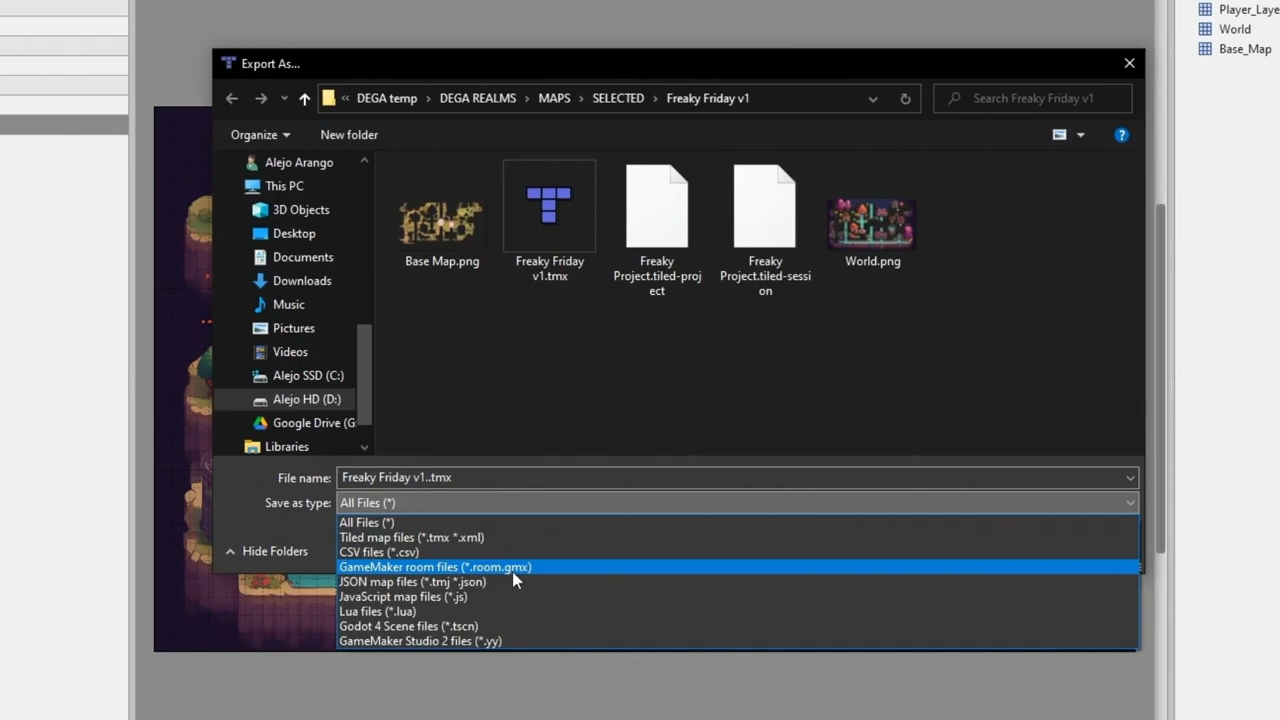 Player_Laye
World
Base_Map
Export As...
« DEGA temp › DEGA REALMS › MAPS › SELECTED › Freaky Friday v1
Search Freaky Friday v1
Organize
New folder
Alejo Arango
This PC
3D Objects
Desktop
Documents
Downloads
Music
Pictures
Videos
Alejo SSD (C:)
Alejo HD (D:)
Google Drive (G
Libraries
Base Map.png
Freaky Friday
v1.tmx
Freaky
Project.tiled-proj
ect
Freaky
Project.tiled-sessi
on
World.png
File name: Freaky Friday v1..tmx
Save as type: All Files (*)
All Files (*)
Tiled map files (*.tmx *.xml)
CSV files (*.csv)
GameMaker room files (*.room.gmx)
JSON map files (*.tmj *.json)
JavaScript map files (*.js)
Lua files (*.lua)
Godot 4 Scene files (*.tscn)
GameMaker Studio 2 files (*.yy)
Hide Folders